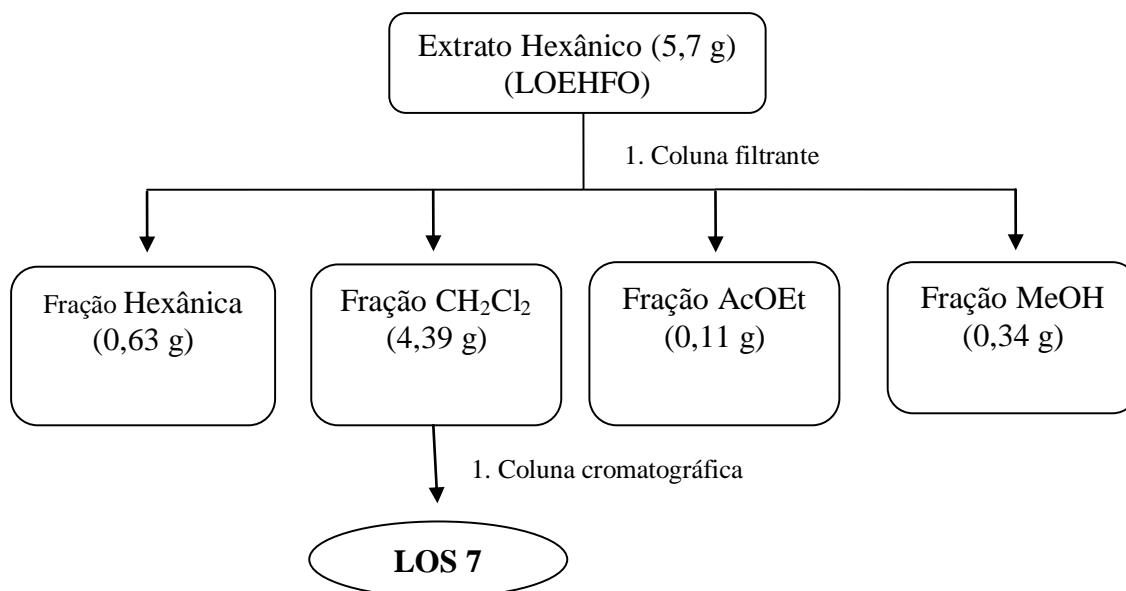 Extrato Hexânico (5,7 g)
(LOEHFO)
1. Coluna filtrante
Fração Hexânica
(0,63 g)
Fração CH₂Cl₂
(4,39 g)
Fração AcOEt
(0,11 g)
Fração MeOH
(0,34 g)
1. Coluna cromatográfica
LOS 7